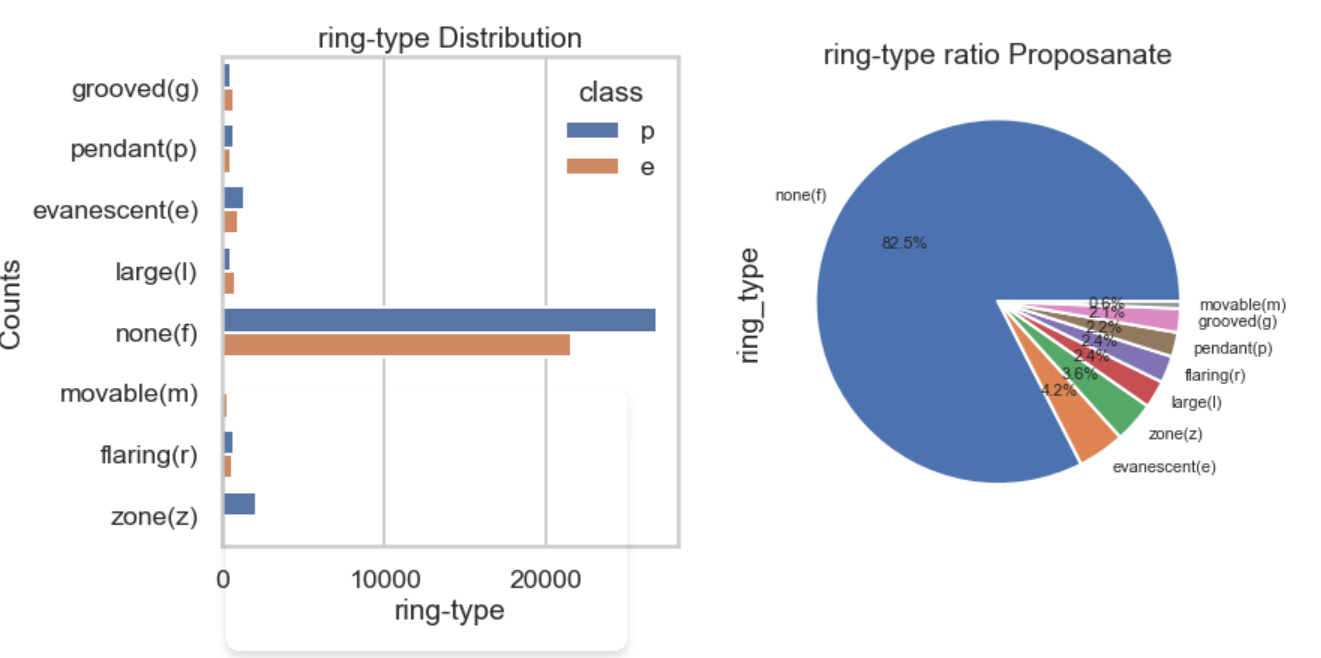 ring-type Distribution
grooved(g)
pendant(p)
evanescent(e)
large(l)
none(f)
movable(m)
flaring(r)
zone(z)
Counts
class
p
e
0
10000
20000
ring-type
ring-type ratio Proposanate
ring_type
none(f)
82.5%
0.6%
2.1%
2.2%
2.4%
2.4%
3.6%
4.2%
movable(m)
grooved(g)
pendant(p)
flaring(r)
large(l)
zone(z)
evanescent(e)